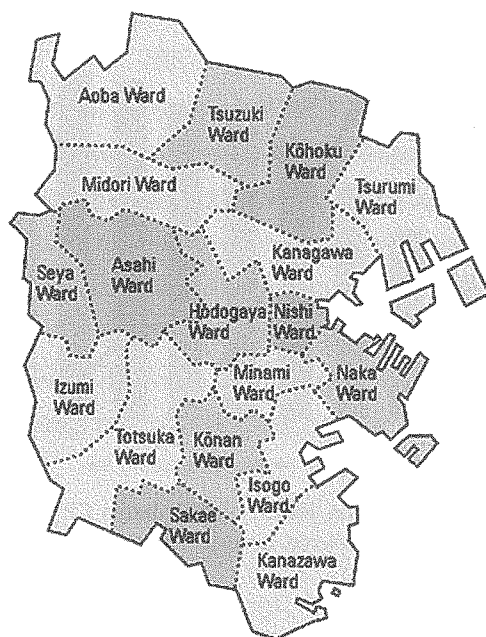 Aoba Ward
Tsuzuki
Ward
Kōhoku
Ward
Midori Ward
Tsurumi
Ward
Kanagawa
Ward
Seya
Ward
Asahi
Ward
Hodogaya
Ward
Nishi
Ward
Izumi
Ward
Minami
Ward
Naka
Ward
Totsuka
Ward
Kōnan
Ward
Isogo
Ward
Sakae
Ward
Kanazawa
Ward